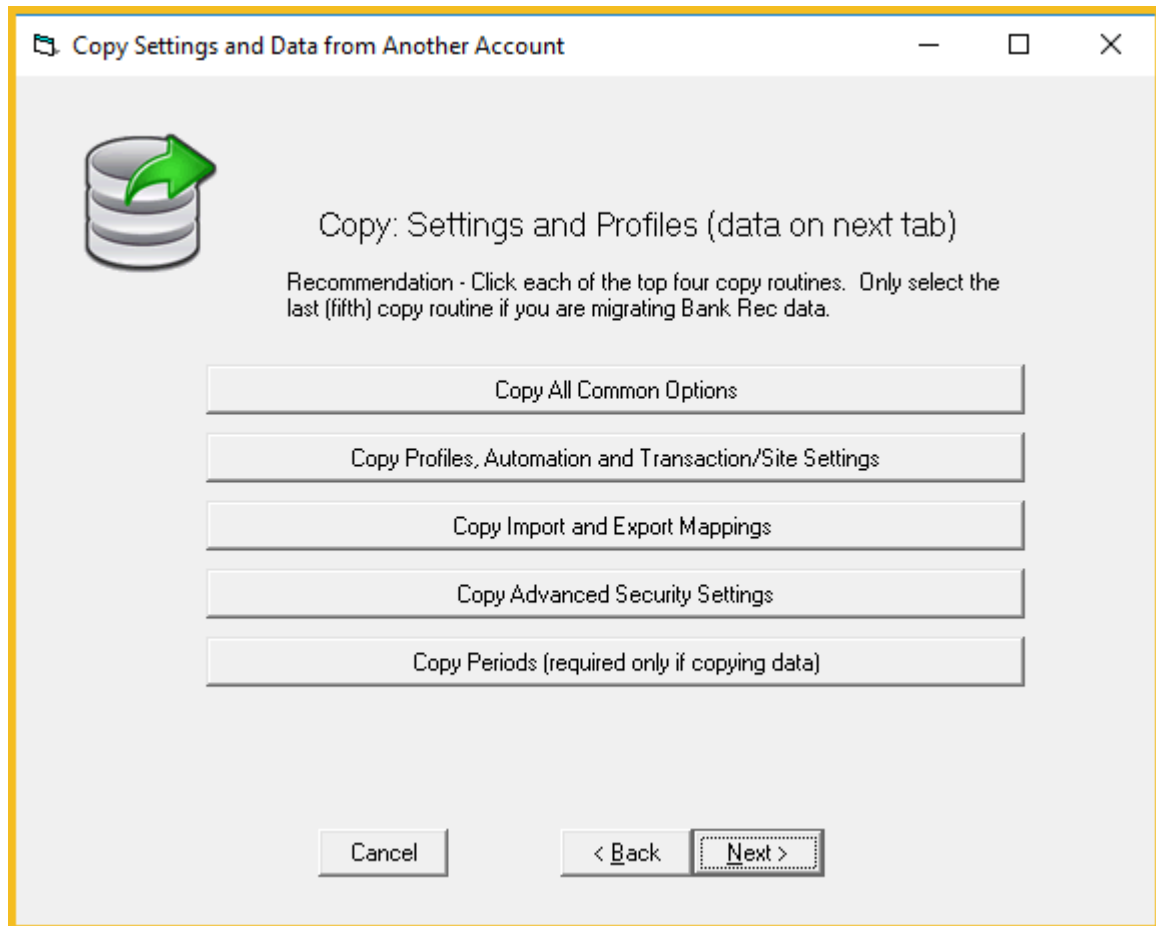 Copy Settings and Data from Another Account
Copy: Settings and Profiles (data on next tab)
Recommendation - Click each of the top four copy routines.  Only select the
last (fifth) copy routine if you are migrating Bank Rec data.
Copy All Common Options
Copy Profiles, Automation and Transaction/Site Settings
Copy Import and Export Mappings
Copy Advanced Security Settings
Copy Periods (required only if copying data)
Cancel
< Back
Next >